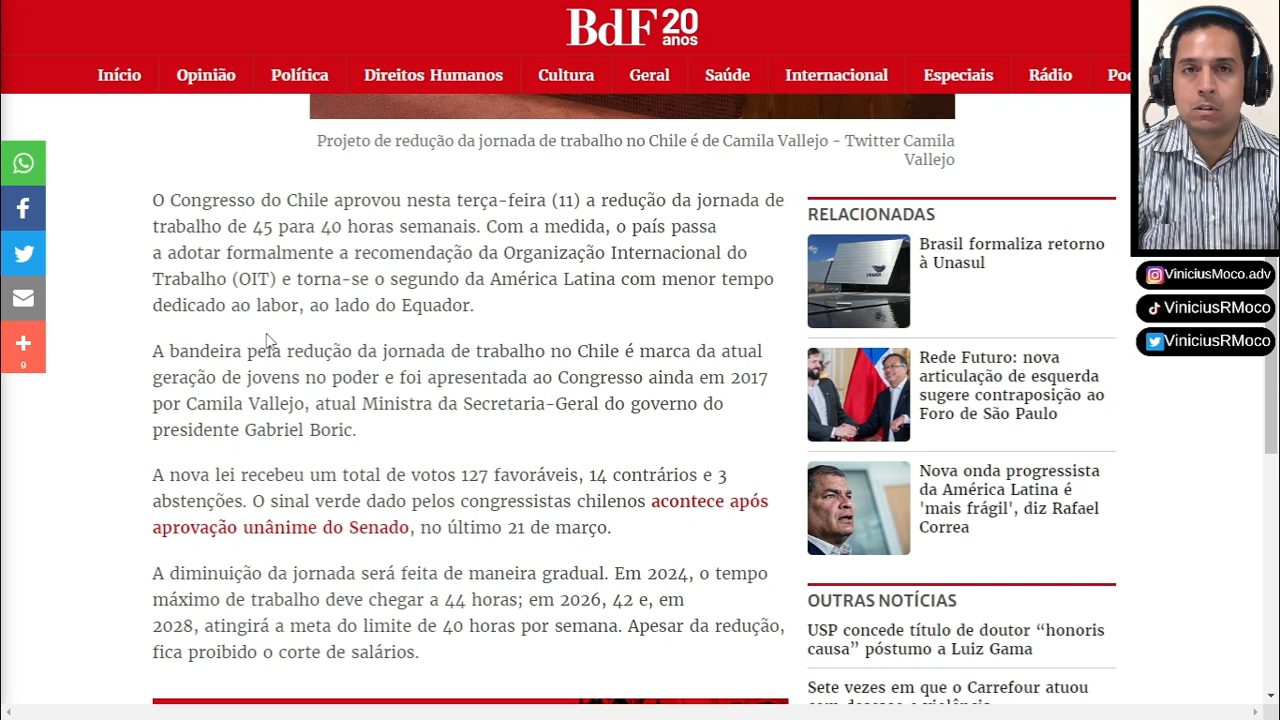 BdF 20 anos
Início
Opinião
Política
Direitos Humanos
Cultura
Geral
Saúde
Internacional
Especiais
Rádio
Po
Projeto de redução da jornada de trabalho no Chile é de Camila Vallejo - Twitter Camila
Vallejo
O Congresso do Chile aprovou nesta terça-feira (11) a redução da jornada de
trabalho de 45 para 40 horas semanais. Com a medida, o país passa
a adotar formalmente a recomendação da Organização Internacional do
Trabalho (OIT) e torna-se o segundo da América Latina com menor tempo
dedicado ao labor, ao lado do Equador.
A bandeira pela redução da jornada de trabalho no Chile é marca da atual
geração de jovens no poder e foi apresentada ao Congresso ainda em 2017
por Camila Vallejo, atual Ministra da Secretaria-Geral do governo do
presidente Gabriel Boric.
A nova lei recebeu um total de votos 127 favoráveis, 14 contrários e 3
abstenções. O sinal verde dado pelos congressistas chilenos acontece após
aprovação unânime do Senado, no último 21 de março.
A diminuição da jornada será feita de maneira gradual. Em 2024, o tempo
máximo de trabalho deve chegar a 44 horas; em 2026, 42 e, em
2028, atingirá a meta do limite de 40 horas por semana. Apesar da redução,
fica proibido o corte de salários.
9
RELACIONADAS
Brasil formaliza retorno
à Unasul
Rede Futuro: nova
articulação de esquerda
sugere contraposição ao
Foro de São Paulo
Nova onda progressista
da América Latina é
'mais frágil', diz Rafael
Correa
OUTRAS NOTÍCIAS
USP concede título de doutor “honoris
causa” póstumo a Luiz Gama
Sete vezes em que o Carrefour atuou
ViniciusMoco.adv
ViniciusRMoco
ViniciusRMoco